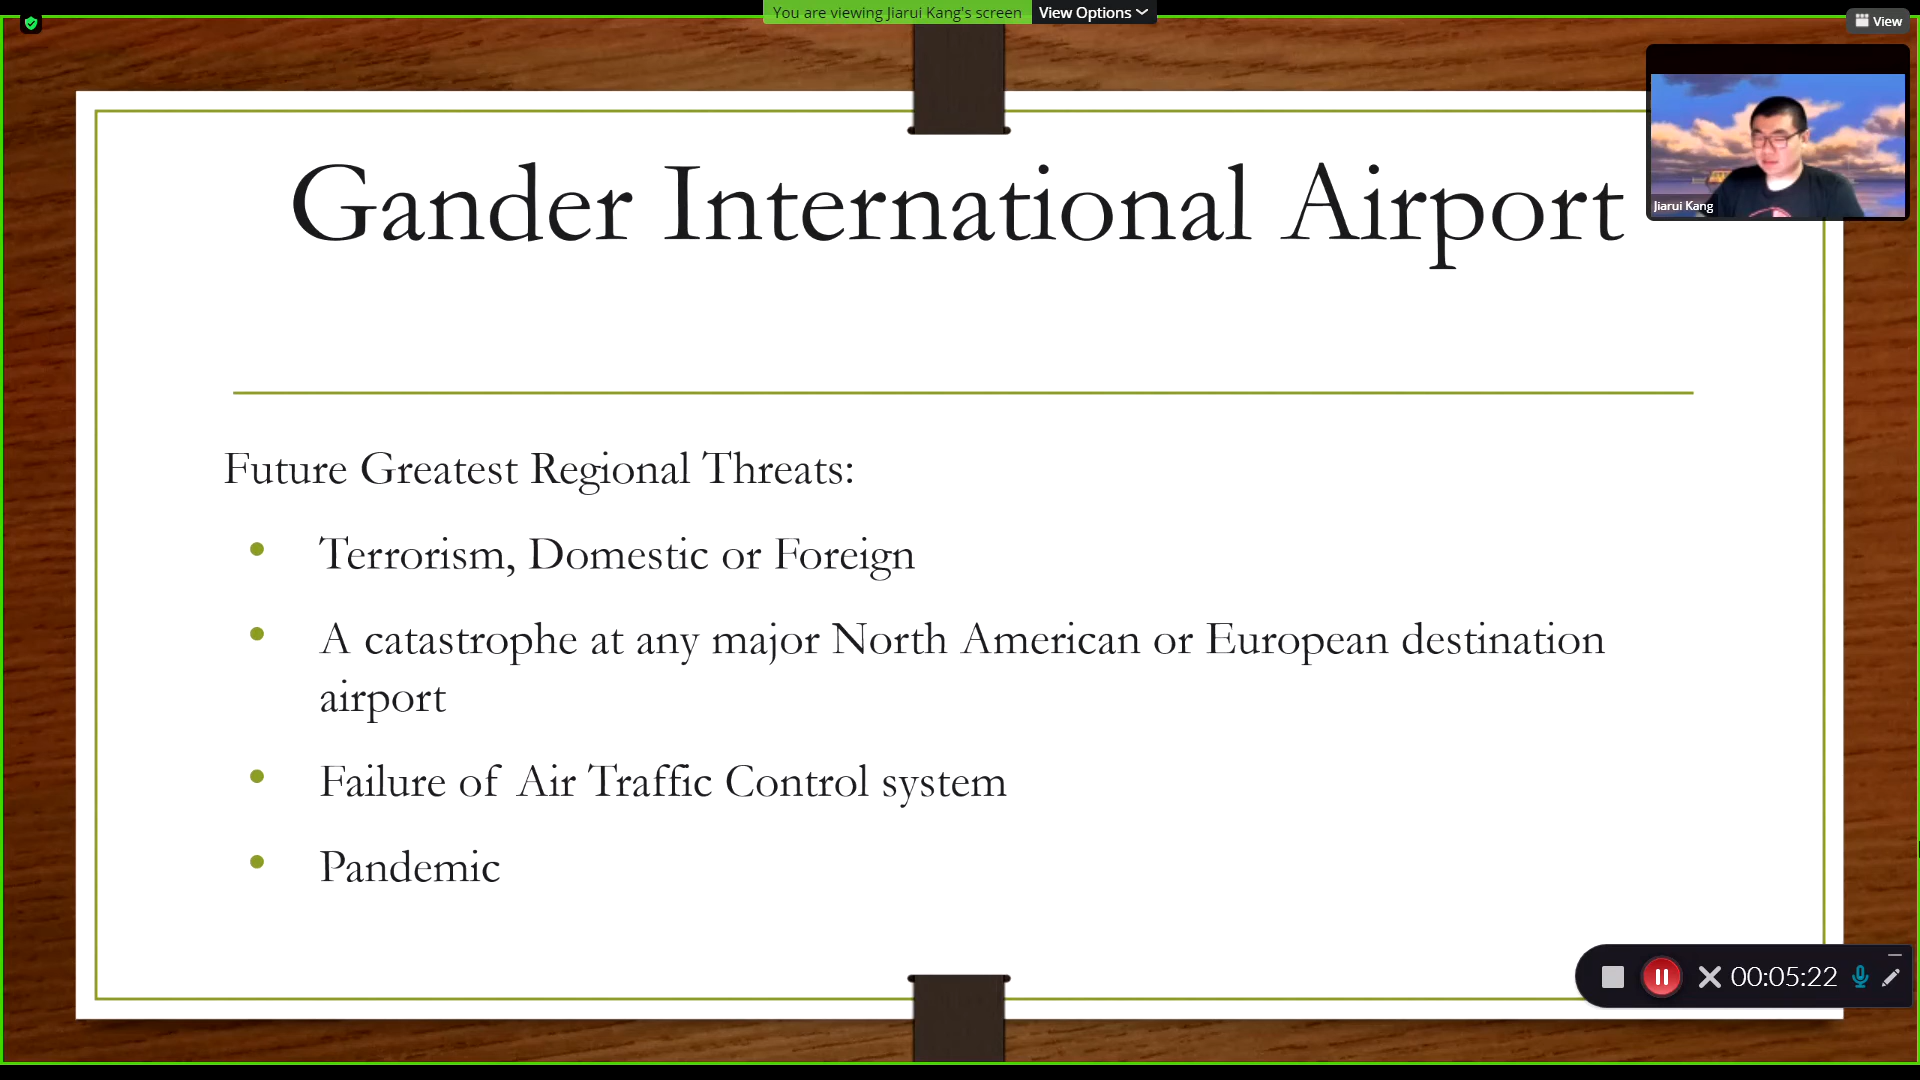 You are viewing Jiarui Kang's screen
View Options
View
Jiarui Kang
Gander International Airport
Future Greatest Regional Threats:
Terrorism, Domestic or Foreign
A catastrophe at any major North American or European destination
airport
Failure of Air Traffic Control system
Pandemic
00:05:22